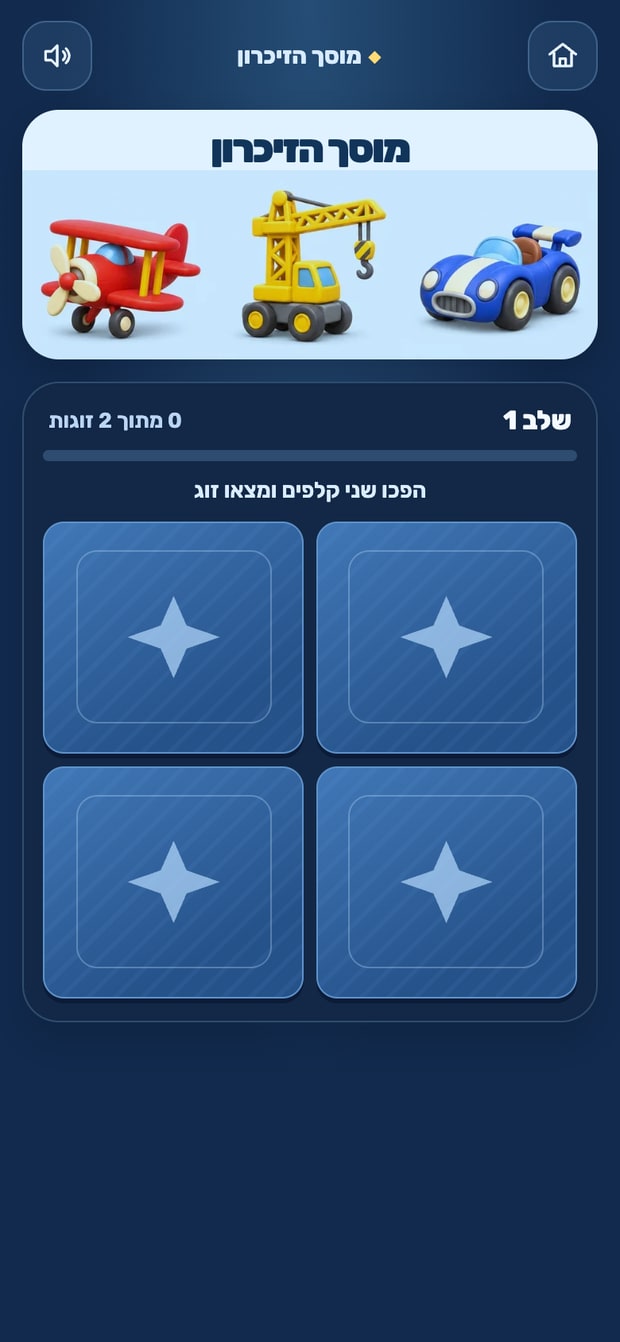 מוסך הזיכרון
מוסך הזיכרון
שלב 1
0 מתוך 2 זוגות
הפכו שני קלפים ומצאו זוג